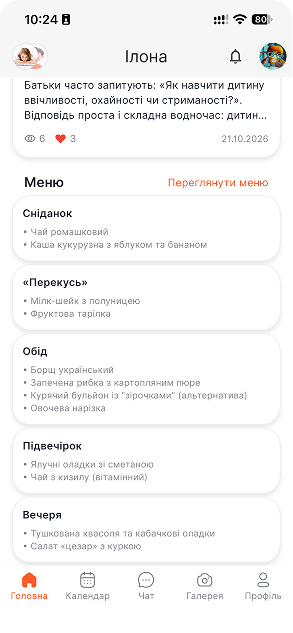 10:24
80
Ілона
Батьки часто запитують: «Як навчити дитину
ввічливості, охайності чи стриманості?».
Відповідь проста і складна водночас: дитин...
6 3 21.10.2026
Меню Переглянути меню
Сніданок
• Чай ромашковий
• Каша кукурузна з яблуком та бананом
«Перекусь»
• Мілк-шейк з полуницею
• Фруктова тарілка
Обід
• Борщ український
• Запечена рибка з картопляним пюре
• Курячий бульйон із "зірочками" (альтернатива)
• Овочева нарізка
Підвечірок
• Ялучні оладки зі сметаною
• Чай з кизилу (вітамінний)
Вечеря
• Тушкована квасоля та кабачкові оладки
• Салат «цезар» з куркою
Головна Календар Чат Галерея Профіль